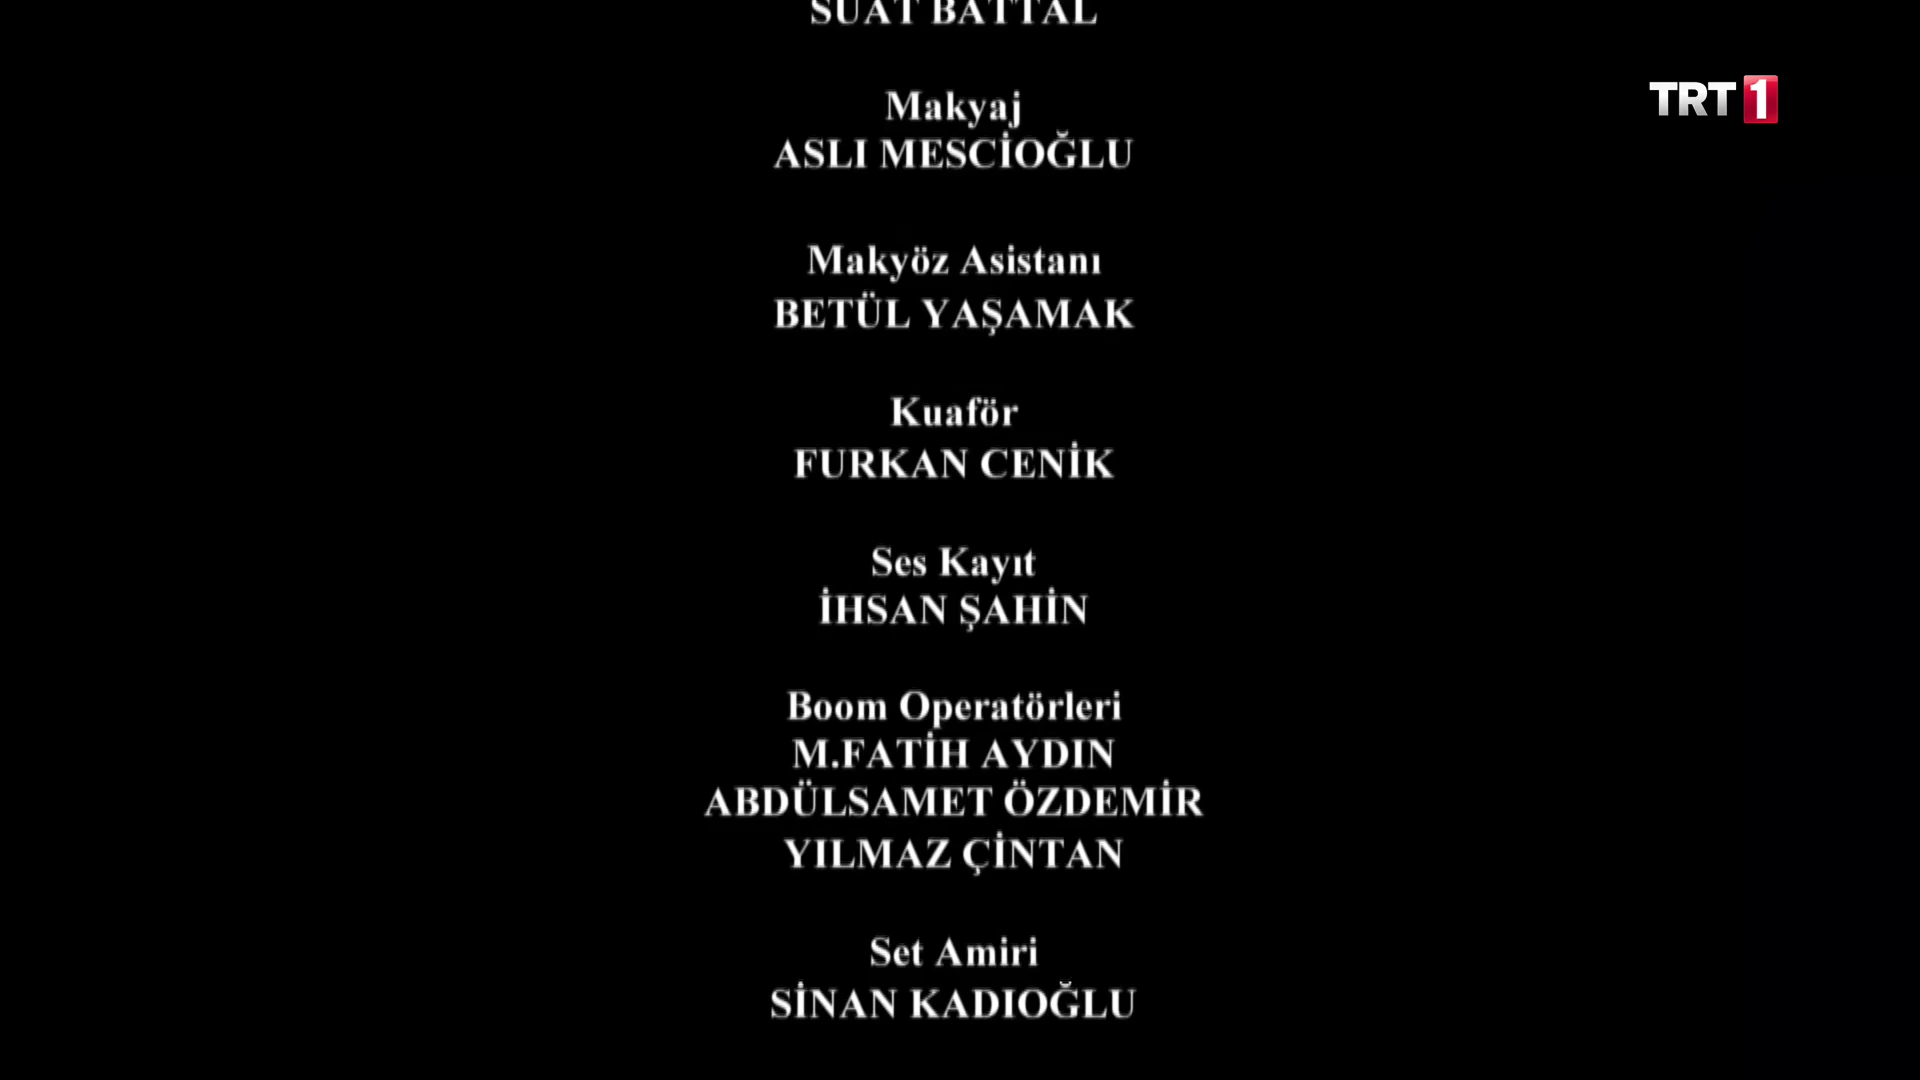 SUAT BATTAL
TRT 1
Makyaj
ASLI MESCİOĞLU
Makyöz Asistanı
BETÜL YAŞAMAK
Kuaför
FURKAN CENİK
Ses Kayıt
İHSAN ŞAHİN
Boom Operatörleri
M.FATİH AYDIN
ABDÜLSAMET ÖZDEMİR
YILMAZ ÇİNTAN
Set Amiri
SİNAN KADIOĞLU